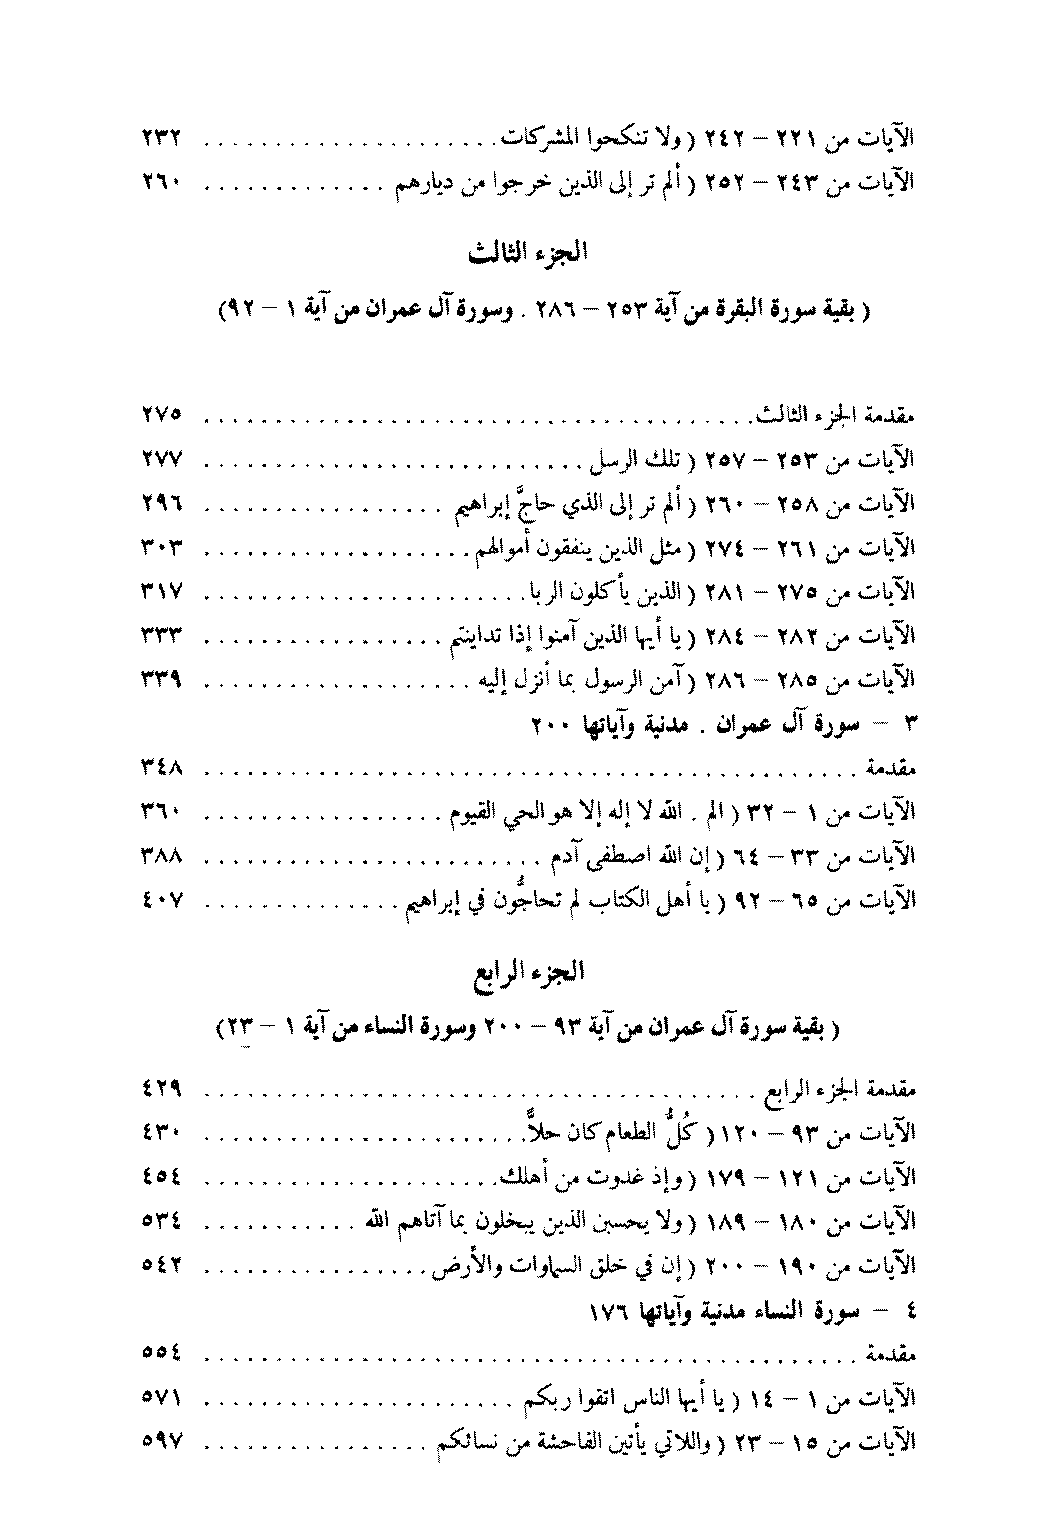 الآيات من ٢٢١ – ٢٤٢ ( ولا تنكحوا المشركات . . . . . . . . . . . . . . . . . . . . ٢٣٢
الآيات من ٢٤٣ – ٢٥٢ ( ألم تر إلى الذين خرجوا من ديارهم . . . . . . . . . . . . . ٢٦٠
الجزء الثالث
( بقية سورة البقرة من آية ٢٥٣ – ٢٨٦ . وسورة آل عمران من آية ١ – ٩٢)
مقدمة الجزء الثالث . . . . . . . . . . . . . . . . . . . . . . . . . . . . . . . . . . . . . . ٢٧٥
الآيات من ٢٥٣ – ٢٥٧ ( تلك الرسل . . . . . . . . . . . . . . . . . . . . . . . . . . ٢٧٧
الآيات من ٢٥٨ – ٢٦٠ ( ألم تر إلى الذي حاجَّ إبراهيم . . . . . . . . . . . . . . . . . ٢٩٦
الآيات من ٢٦١ – ٢٧٤ ( مثل الذين ينفقون أموالهم . . . . . . . . . . . . . . . . . . . ٣٠٣
الآيات من ٢٧٥ – ٢٨١ ( الذين يأكلون الربا . . . . . . . . . . . . . . . . . . . . . . . ٣١٧
الآيات من ٢٨٢ – ٢٨٤ ( يا أيها الذين آمنوا إذا تداينتم . . . . . . . . . . . . . . . . . ٣٣٣
الآيات من ٢٨٥ – ٢٨٦ ( آمن الرسول بما أنزل إليه . . . . . . . . . . . . . . . . . . . ٣٣٩
٣ – سورة آل عمران . مدنية وآياتها ٢٠٠
مقدمة . . . . . . . . . . . . . . . . . . . . . . . . . . . . . . . . . . . . . . . . . . . . . ٣٤٨
الآيات من ١ – ٣٢ ( الم . الله لا إله إلا هو الحي القيوم . . . . . . . . . . . . . . . . . ٣٦٠
الآيات من ٣٣ – ٦٤ ( إن الله اصطفى آدم . . . . . . . . . . . . . . . . . . . . . . . . ٣٨٨
الآيات من ٦٥ – ٩٢ ( يا أهل الكتاب لم تحاجُّون في إبراهيم . . . . . . . . . . . . . . ٤٠٧
الجزء الرابع
( بقية سورة آل عمران من آية ٩٣ – ٢٠٠ وسورة النساء من آية ١ – ٢٣)
مقدمة الجزء الرابع . . . . . . . . . . . . . . . . . . . . . . . . . . . . . . . . . . . . . . ٤٢٩
الآيات من ٩٣ – ١٢٠ ( كُلُّ الطعام كان حلاًّ . . . . . . . . . . . . . . . . . . . . . . . ٤٣٠
الآيات من ١٢١ – ١٧٩ ( وإذ غدوت من أهلك . . . . . . . . . . . . . . . . . . . . . ٤٥٤
الآيات من ١٨٠ – ١٨٩ ( ولا يحسبن الذين يبخلون بما آتاهم الله . . . . . . . . . . . ٥٣٤
الآيات من ١٩٠ – ٢٠٠ ( إن في خلق السماوات والأرض . . . . . . . . . . . . . . . . ٥٤٢
٤ – سورة النساء مدنية وآياتها ١٧٦
مقدمة . . . . . . . . . . . . . . . . . . . . . . . . . . . . . . . . . . . . . . . . . . . . . ٥٥٤
الآيات من ١ – ١٤ ( يا أيها الناس اتقوا ربكم . . . . . . . . . . . . . . . . . . . . . . ٥٧١
الآيات من ١٥ – ٢٣ ( واللاتي يأتين الفاحشة من نسائكم . . . . . . . . . . . . . . . . ٥٩٧